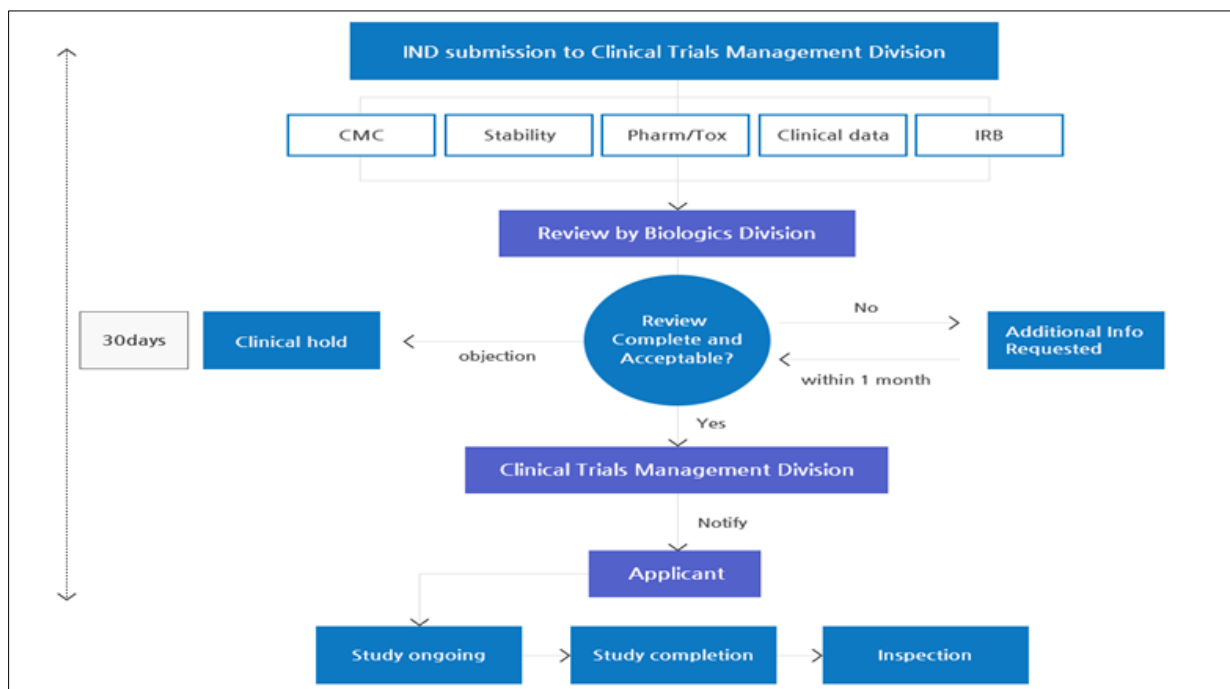 IND submission to Clinical Trials Management Division
CMC
Stability
Pharm/Tox
Clinical data
IRB
Review by Biologics Division
30days
Clinical hold
objection
Review
Complete and
Acceptable?
No
within 1 month
Additional Info
Requested
Yes
Clinical Trials Management Division
Notify
Applicant
Study ongoing
Study completion
Inspection